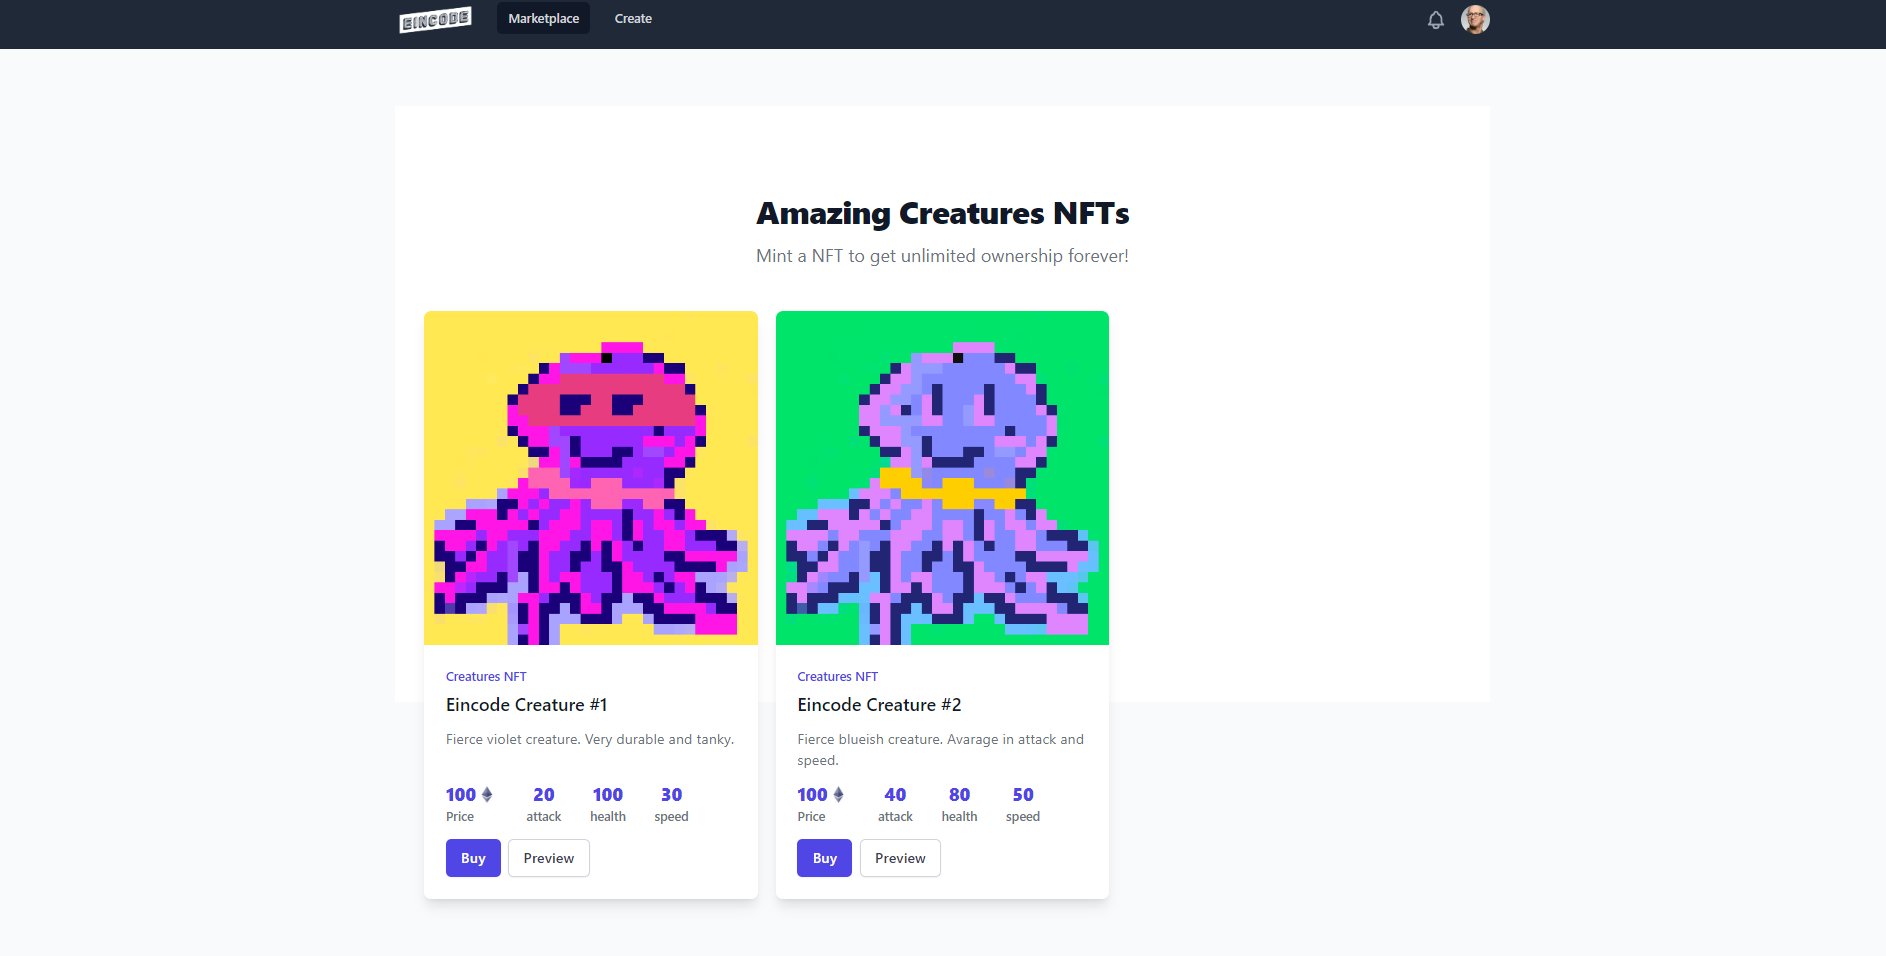 EINCODE
Marketplace
Create
Amazing Creatures NFTs
Mint a NFT to get unlimited ownership forever!
Creatures NFT
Eincode Creature #1
Fierce violet creature. Very durable and tanky.
100
20
100
30
Price
attack
health
speed
Buy
Preview
Creatures NFT
Eincode Creature #2
Fierce blueish creature. Avarage in attack and
speed.
100
40
80
50
Price
attack
health
speed
Buy
Preview